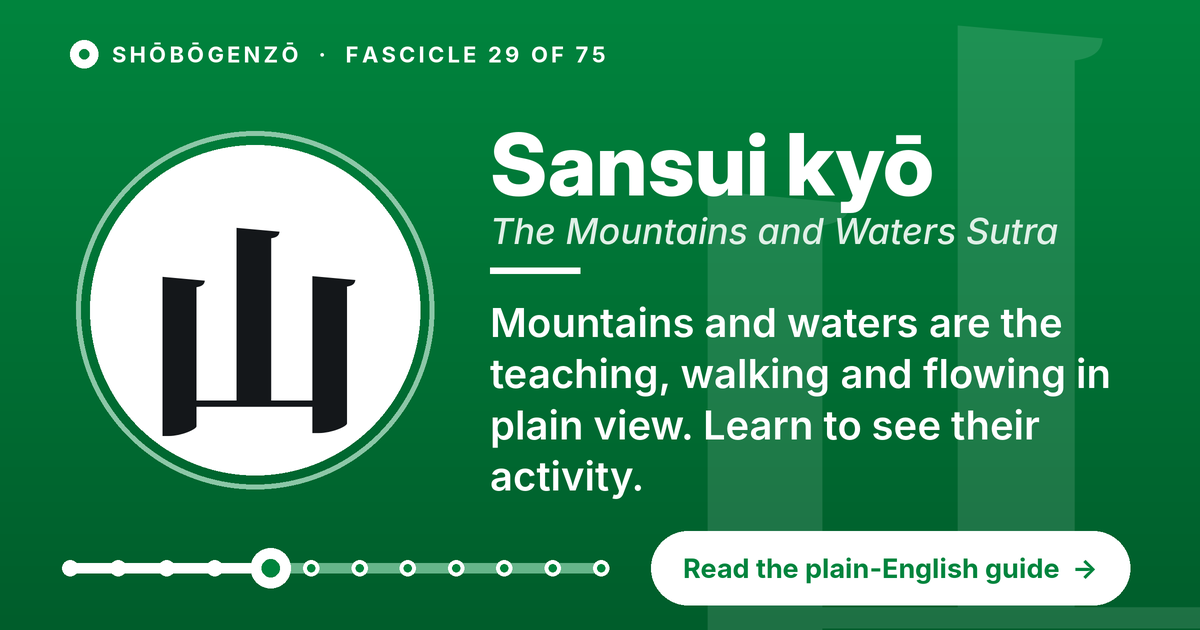 SHŌBŌGENZŌ · FASCICLE 29 OF 75
山
Sansui kyō
The Mountains and Waters Sutra
Mountains and waters are the
teaching, walking and flowing in
plain view. Learn to see their
activity.
Read the plain-English guide →